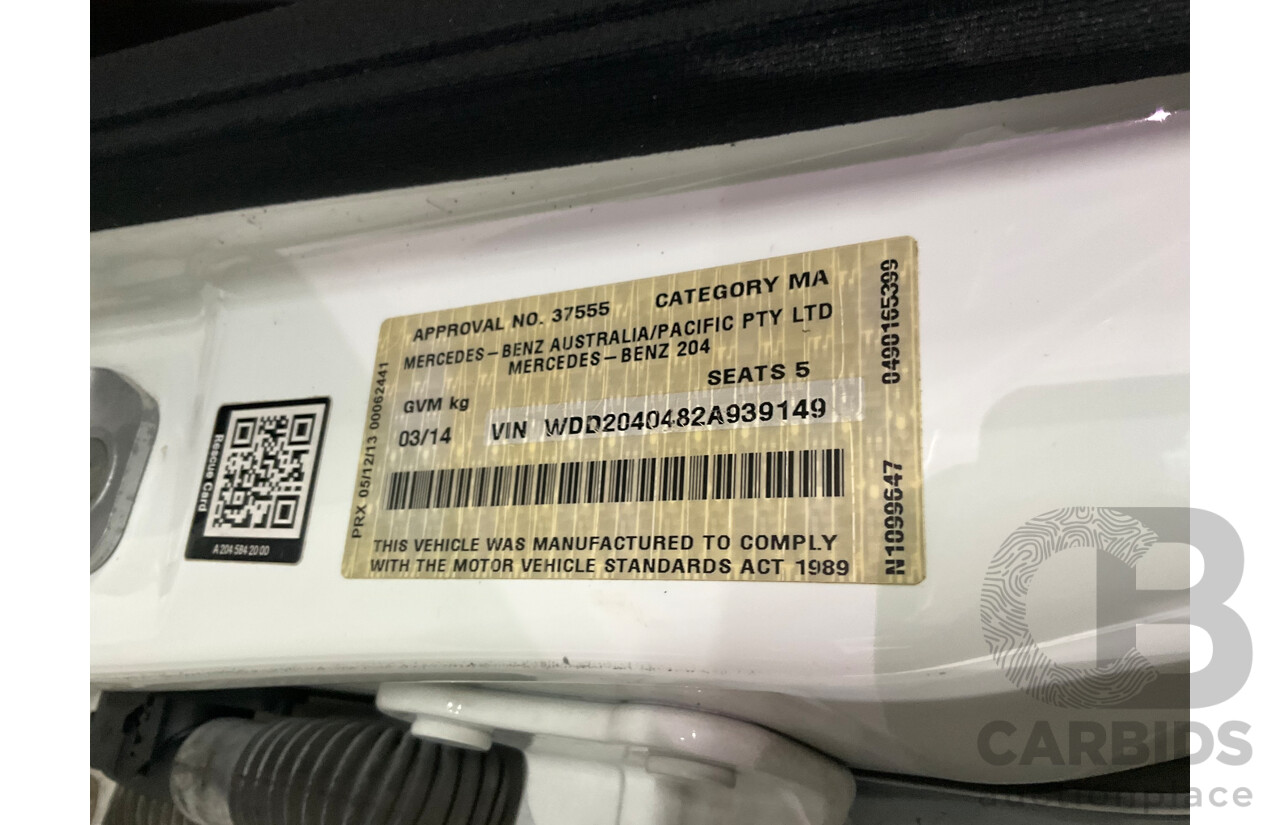 APPROVAL NO. 37555 CATEGORY MA
MERCEDES-BENZ AUSTRALIA/PACIFIC PTY LTD
MERCEDES-BENZ 204
SEATS 5
GVM kg
03/14 VIN WDD2040482A939149
THIS VEHICLE WAS MANUFACTURED TO COMPLY
WITH THE MOTOR VEHICLE STANDARDS ACT 1989
PRX 05/12/13 00062441
0490165399
N1099647
Rescue Card
A 204 584 20 00
CB
CARBIDS
auctionplace